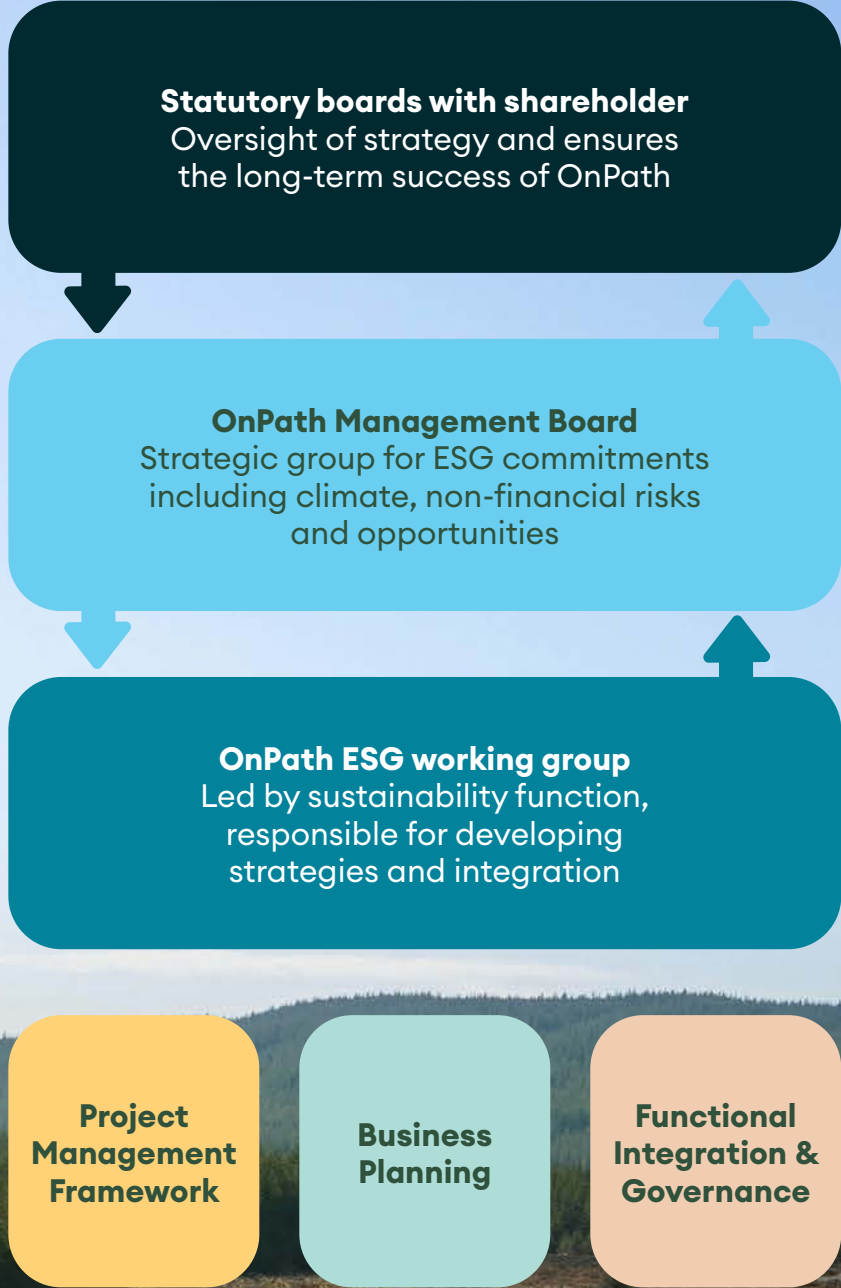 Statutory boards with shareholder
Oversight of strategy and ensures
the long-term success of OnPath
OnPath Management Board
Strategic group for ESG commitments
including climate, non-financial risks
and opportunities
OnPath ESG working group
Led by sustainability function,
responsible for developing
strategies and integration
Project
Management
Framework
Business
Planning
Functional
Integration &
Governance